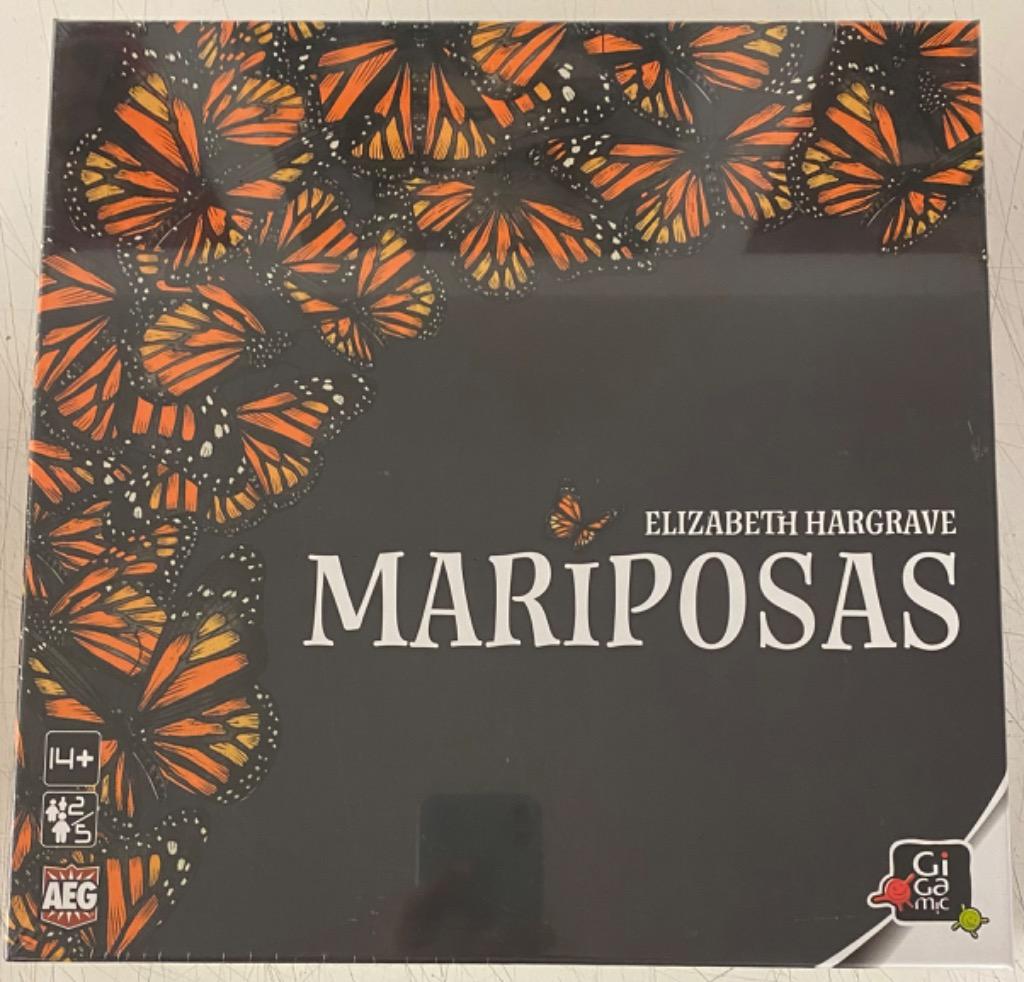 ELIZABETH HARGRAVE
MARIPOSAS
14+
2/5
AEG
Gi
GA
Mic